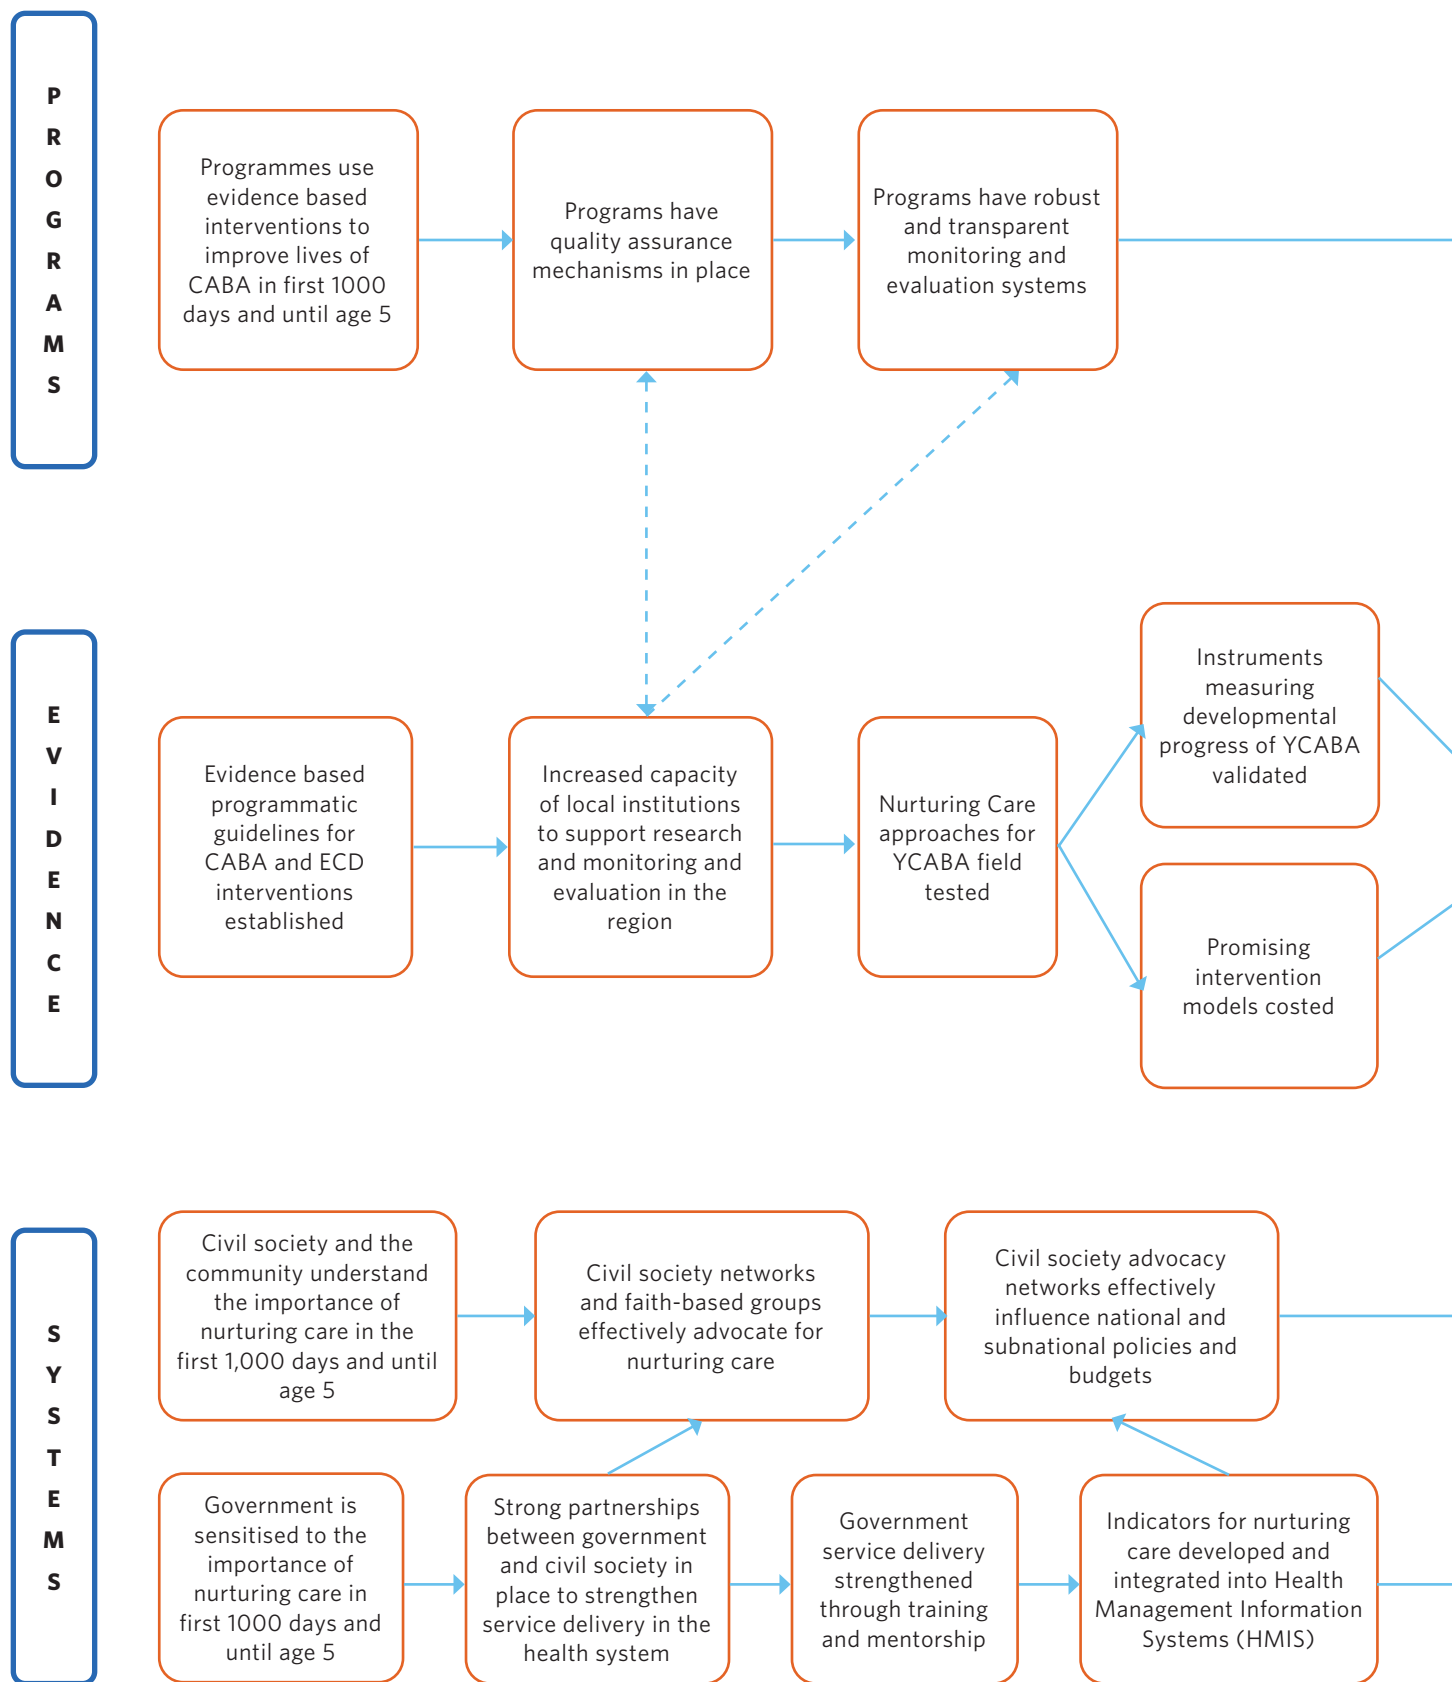 P
R
O
G
R
A
M
S
Programmes use
evidence based
interventions to
improve lives of
CABA in first 1000
days and until age 5
Programs have
quality assurance
mechanisms in place
Programs have robust
and transparent
monitoring and
evaluation systems
E
V
I
D
E
N
C
E
Evidence based
programmatic
guidelines for
CABA and ECD
interventions
established
Increased capacity
of local institutions
to support research
and monitoring and
evaluation in the
region
Nurturing Care
approaches for
YCABA field
tested
Instruments
measuring
developmental
progress of YCABA
validated
Promising
intervention
models costed
S
Y
S
T
E
M
S
Civil society and the
community understand
the importance of
nurturing care in the
first 1,000 days and until
age 5
Civil society networks
and faith-based groups
effectively advocate for
nurturing care
Civil society advocacy
networks effectively
influence national and
subnational policies and
budgets
Government is
sensitised to the
importance of
nurturing care in
first 1000 days and
until age 5
Strong partnerships
between government
and civil society in
place to strengthen
service delivery in the
health system
Government
service delivery
strengthened
through training
and mentorship
Indicators for nurturing
care developed and
integrated into Health
Management Information
Systems (HMIS)